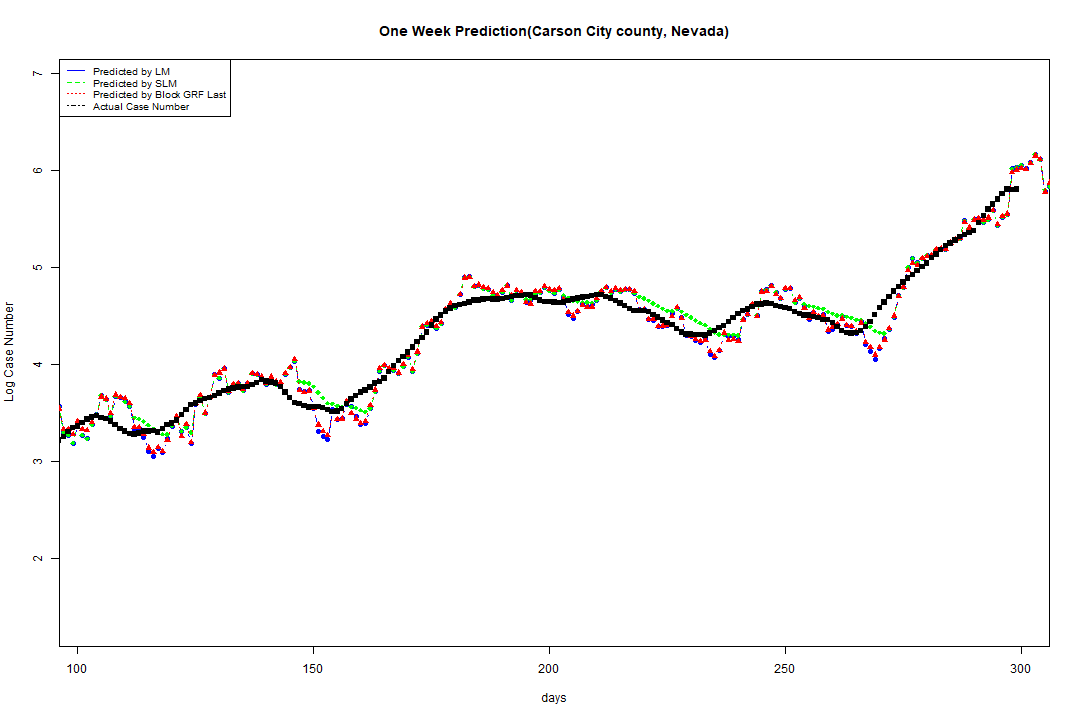 One Week Prediction(Carson City county, Nevada)
Predicted by LM
Predicted by SLM
Predicted by Block GRF Last
Actual Case Number
7
6
5
4
3
2
Log Case Number
100 150 200 250 300
days